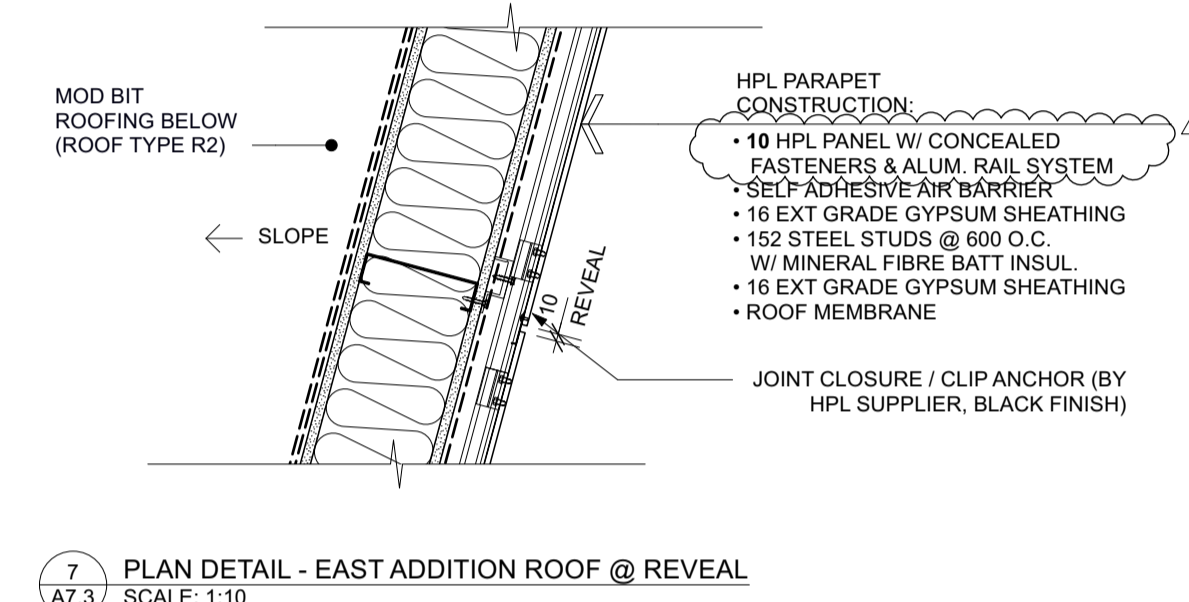 MOD BIT
ROOFING BELOW
(ROOF TYPE R2)
SLOPE
HPL PARAPET
CONSTRUCTION:
• 10 HPL PANEL W/ CONCEALED
FASTENERS & ALUM. RAIL SYSTEM
• SELF ADHESIVE AIR BARRIER
• 16 EXT GRADE GYPSUM SHEATHING
• 152 STEEL STUDS @ 600 O.C.
W/ MINERAL FIBRE BATT INSUL.
• 16 EXT GRADE GYPSUM SHEATHING
• ROOF MEMBRANE
10
REVEAL
JOINT CLOSURE / CLIP ANCHOR (BY
HPL SUPPLIER, BLACK FINISH)
7
A7.3
PLAN DETAIL - EAST ADDITION ROOF @ REVEAL
SCALE: 1:10